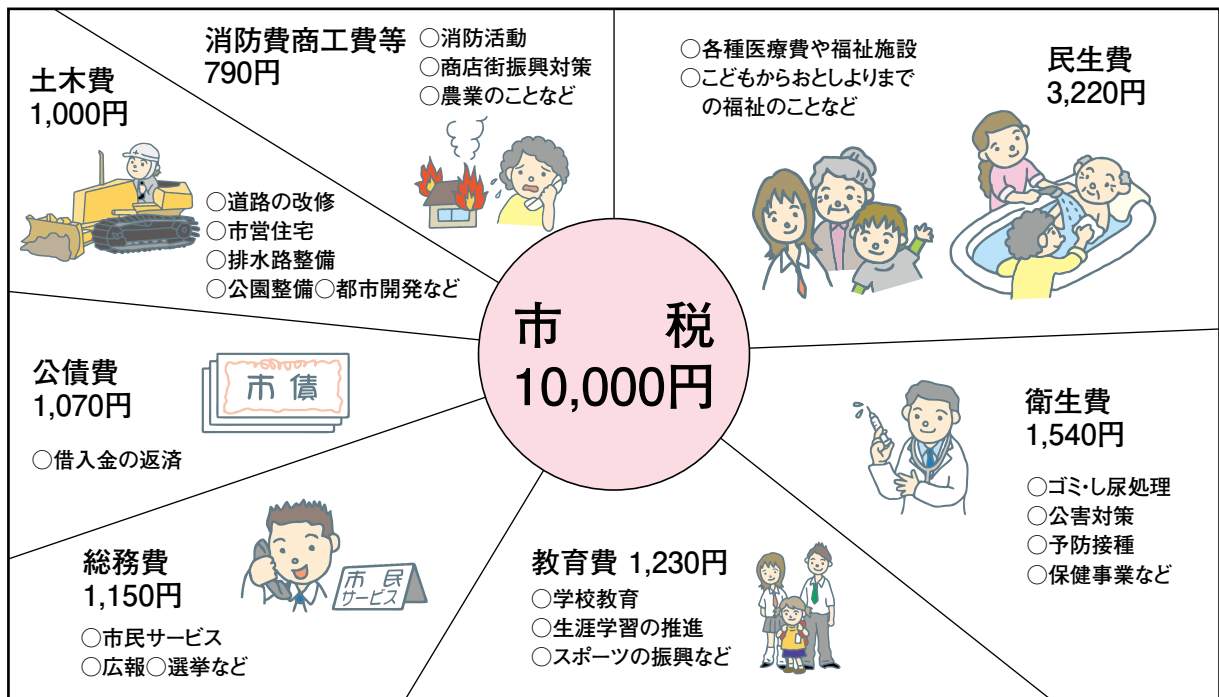 消防費商工費等
790円
○消防活動
○商店街振興対策
○農業のことなど
○各種医療費や福祉施設
○こどもからおとしよりまで
の福祉のことなど
民生費
3,220円
土木費
1,000円
○道路の改修
○市営住宅
○排水路整備
○公園整備○都市開発など
市　税
10,000円
公債費
1,070円
市債
○借入金の返済
衛生費
1,540円
○ゴミ・し尿処理
○公害対策
○予防接種
○保健事業など
総務費
1,150円
○市民サービス
○広報○選挙など
市民
サービス
教育費 1,230円
○学校教育
○生涯学習の推進
○スポーツの振興など